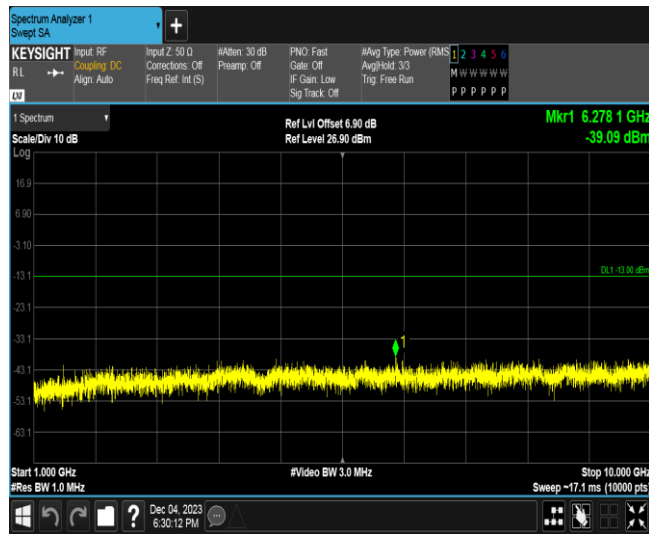 Spectrum Analyzer 1
Swept SA
+
KEYSIGHT
RL
LXI
Input: RF
Coupling: DC
Align: Auto
Input Z: 50 Ω
Corrections: Off
Freq Ref: Int (S)
#Atten: 30 dB
Preamp: Off
PNO: Fast
Gate: Off
IF Gain: Low
Sig Track: Off
#Avg Type: Power (RMS
Avg|Hold: 3/3
Trig: Free Run
1 2 3 4 5 6
M W W W W W
P P P P P P
1 Spectrum
Scale/Div 10 dB
Log
Ref Lvl Offset 6.90 dB
Ref Level 26.90 dBm
Mkr1 6.278 1 GHz
-39.09 dBm
16.9
6.90
-3.10
-13.1
DL1 -13.00 dBm
-23.1
-33.1
1
-43.1
-53.1
-63.1
Start 1.000 GHz
#Res BW 1.0 MHz
#Video BW 3.0 MHz
Stop 10.000 GHz
Sweep ~17.1 ms (10000 pts)
?
Dec 04, 2023
6:30:12 PM